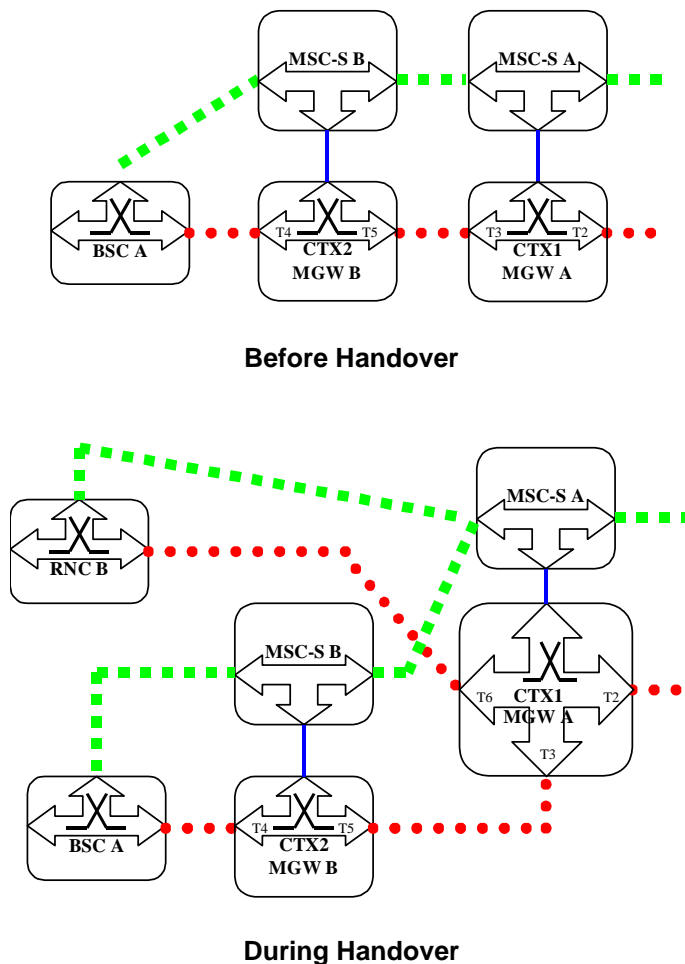 MSC-S B
MSC-S A
T4
T5
T3
T2
BSC A
CTX2
CTX1
MGW B
MGW A
Before Handover
MSC-S A
RNC B
MSC-S B
T6
CTX1
T2
MGW A
T3
T4
T5
BSC A
CTX2
MGW B
During Handover